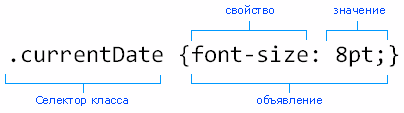 свойство значение
.currentDate {font-size: 8pt;}
Селектор класса объявление